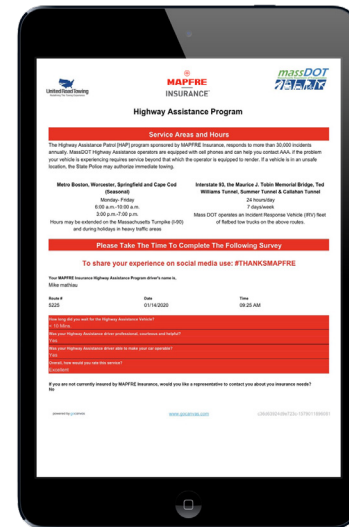 United Road Towing
MAPFRE
INSURANCE
massDOT
Highway Assistance Program
Service Areas and Hours
The Highway Assistance Patrol (HAP) program sponsored by MAPFRE Insurance, responds to more than 30,000 incidents
annually. MassDOT Highway Assistance operators are equipped with cell phones and can help you contact AAA, if the problem
your vehicle is experiencing requires service beyond that which the operator is equipped to render. If a vehicle is in an unsafe
location, the State Police may authorize immediate towing.
Metro Boston, Worcester, Springfield and Cape Cod
(Seasonal)
Monday- Friday
6:00 a.m.-10:00 a.m.
3:00 p.m.-7:00 p.m.
Hours may be extended on the Massachusetts Turnpike (I-90)
and during holidays in heavy traffic areas
Interstate 93, the Maurice J. Tobin Memorial Bridge, Ted
Williams Tunnel, Sumner Tunnel & Callahan Tunnel
24 hours/day
7 days/week
Mass DOT operates an Incident Response Vehicle (IRV) fleet
of flatbed tow trucks on the above routes.
Please Take The Time To Complete The Following Survey
To share your experience on social media use: #THANKSMAPFRE
Your MAPFRE Insurance Highway Assistance Program driver's name is,
Mike mathiau
Route # Date Time
5225 01/14/2020 09:25 AM
How long did you wait for the Highway Assistance Vehicle?
< 10 Mins
Was your Highway Assistance driver professional, courteous and helpful?
Yes
Was your Highway Assistance driver able to make your car operable?
Yes
Overall, how would you rate this service?
Excellent
If you are not currently insured by MAPFRE Insurance, would you like a representative to contact you about you insurance needs?
No
www.gocanvas.com